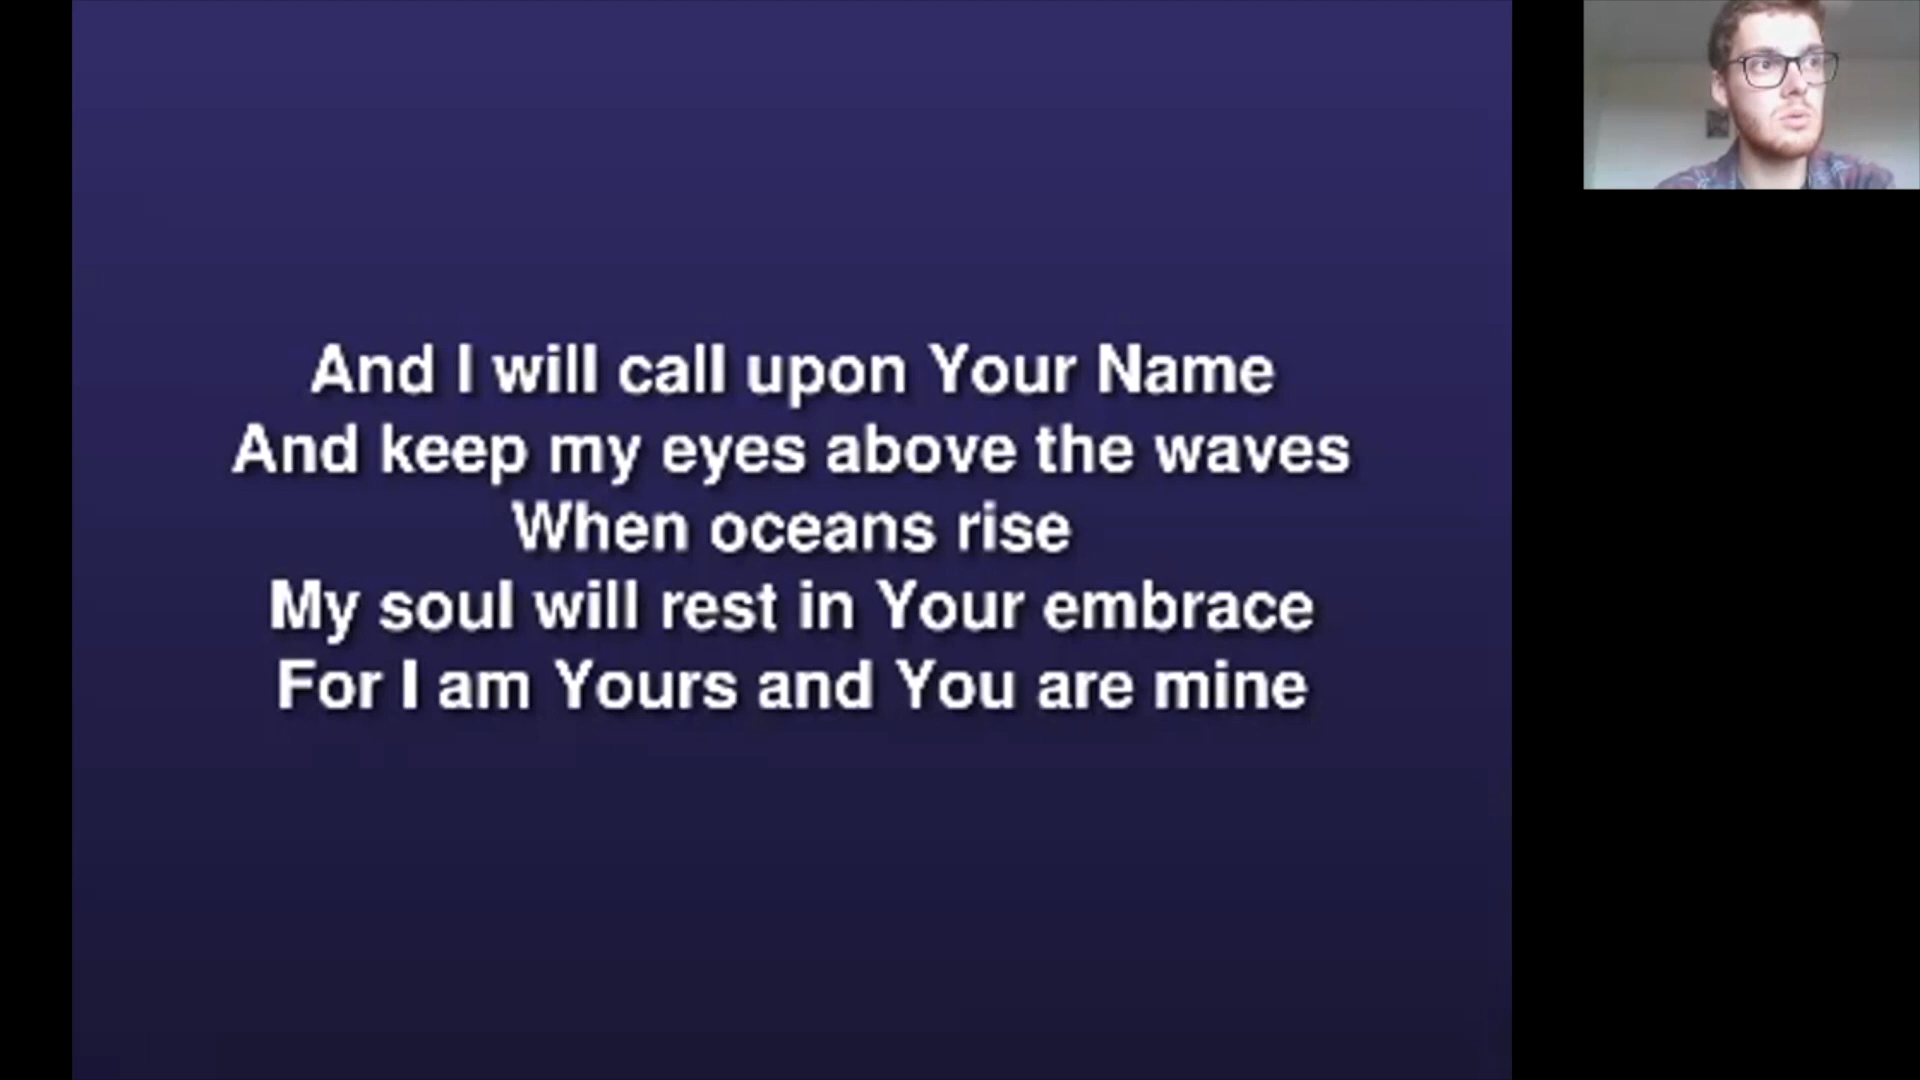 And I will call upon Your Name
And keep my eyes above the waves
When oceans rise
My soul will rest in Your embrace
For I am Yours and You are mine